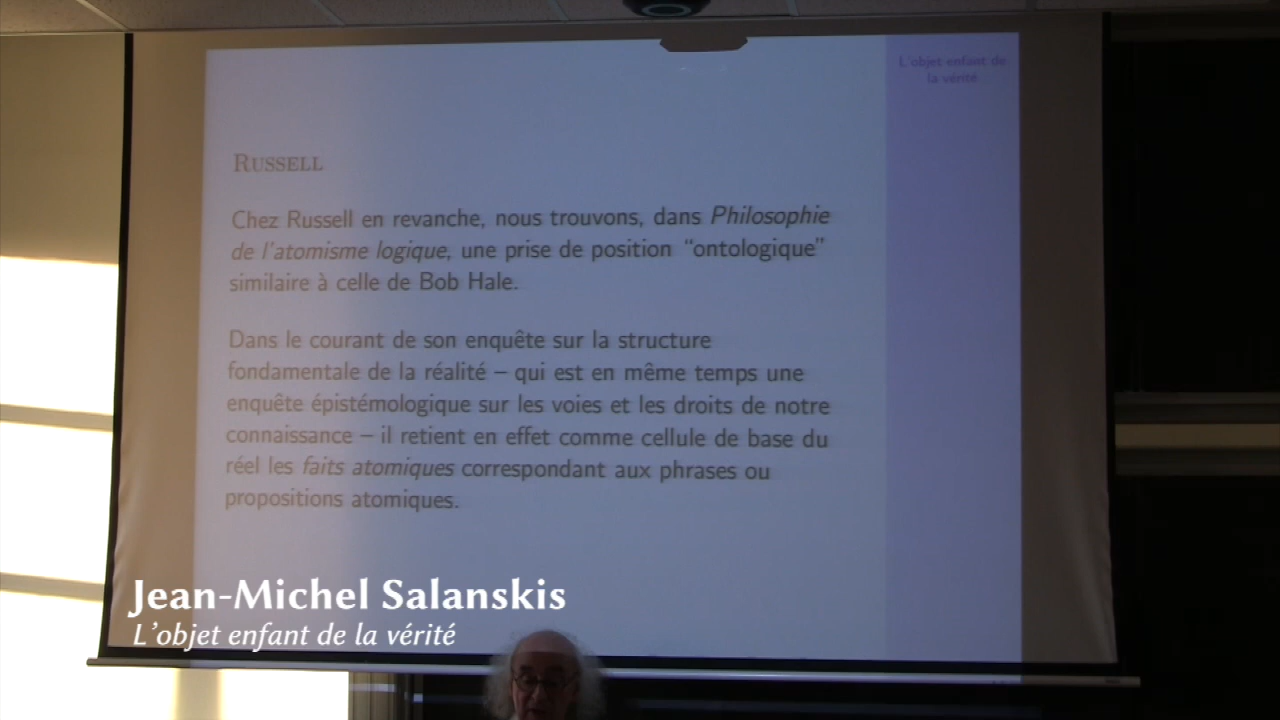 L'objet enfant de
la vérité
RUSSELL
Chez Russell en revanche, nous trouvons, dans Philosophie
de l'atomisme logique, une prise de position “ontologique”
similaire à celle de Bob Hale.
Dans le courant de son enquête sur la structure
fondamentale de la réalité – qui est en même temps une
enquête épistémologique sur les voies et les droits de notre
connaissance – il retient en effet comme cellule de base du
réel les faits atomiques correspondant aux phrases ou
propositions atomiques.
Jean-Michel Salanskis
L'objet enfant de la vérité